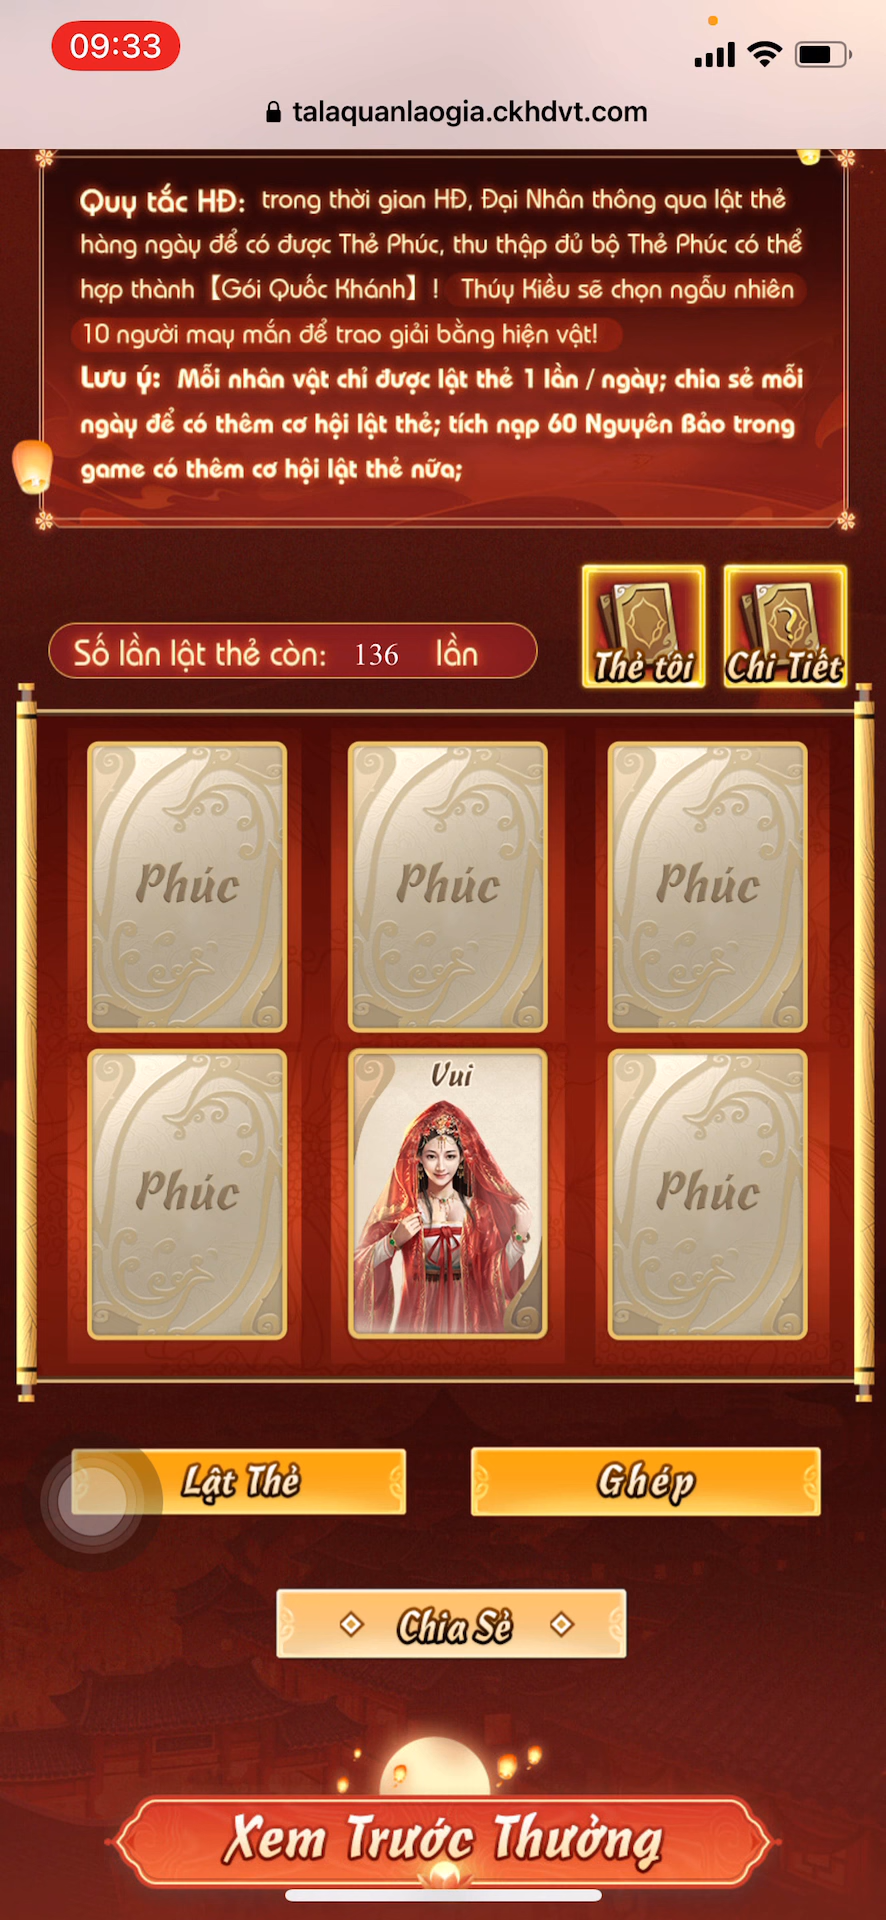 09:33
talaquanlaogia.ckhdvt.com
Quy tắc HĐ: trong thời gian HĐ, Đại Nhân thông qua lật thẻ
hàng ngày để có được Thẻ Phúc, thu thập đủ bộ Thẻ Phúc có thể
hợp thành【Gói Quốc Khánh】! Thúy Kiều sẽ chọn ngẫu nhiên
10 người may mắn để trao giải bằng hiện vật!
Lưu ý: Mỗi nhân vật chỉ được lật thẻ 1 lần / ngày; chia sẻ mỗi
ngày để có thêm cơ hội lật thẻ; tích nạp 60 Nguyên Bảo trong
game có thêm cơ hội lật thẻ nữa;
Số lần lật thẻ còn: 136 lần
Thẻ tôi
Chi Tiết
Phúc
Phúc
Phúc
Phúc
Vui
Phúc
Lật Thẻ
Ghép
Chia Sẻ
Xem Trước Thưởng